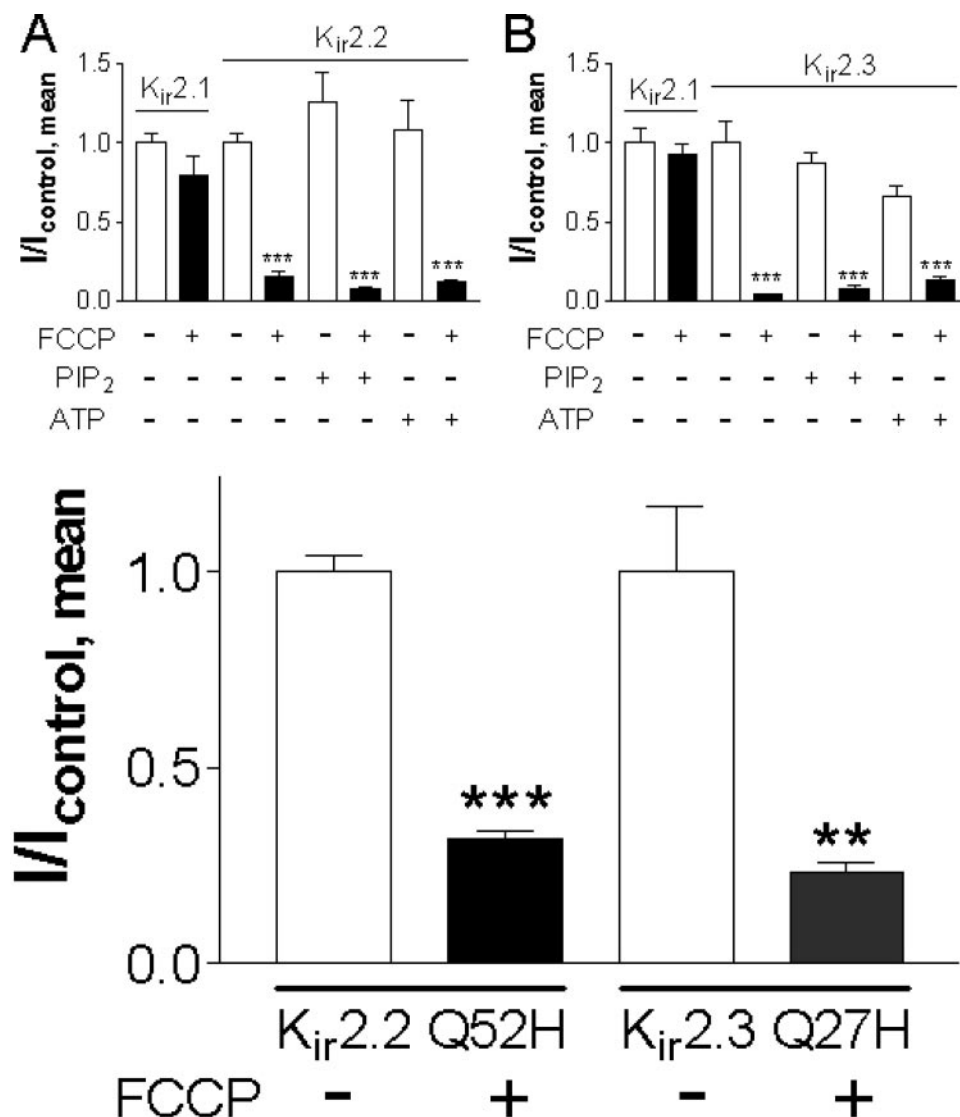 A
B
Kir2.2
Kir2.3
Kir2.1
Kir2.1
I/Icontrol, mean
1.5
1.0
0.5
0.0
*** *** ***
I/Icontrol, mean
1.5
1.0
0.5
0.0
*** *** ***
FCCP - + - + - + - +
PIP2 - - - - + + - -
ATP - - - - - - + +
FCCP - + - + - + - +
PIP2 - - - - + + - -
ATP - - - - - - + +
I/Icontrol, mean
1.0
0.5
0.0
***
**
Kir2.2 Q52H Kir2.3 Q27H
FCCP - + - +